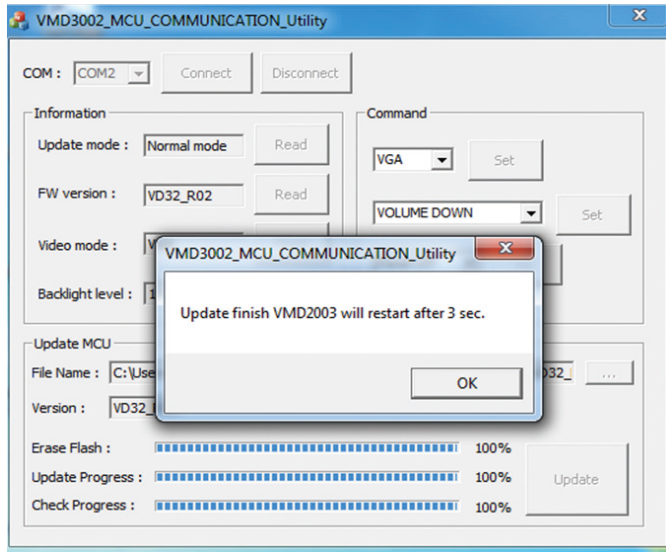 VMD3002_MCU_COMMUNICATION_Utility
COM : COM2 Connect Disconnect
Information
Update mode : Normal mode Read
FW version : VD32_R02 Read
Video mode :
Backlight level :
Command
VGA Set
VOLUME DOWN Set
VMD3002_MCU_COMMUNICATION_Utility
Update finish VMD2003 will restart after 3 sec.
OK
Update MCU
File Name : C:\Use ...
Version : VD32_
Erase Flash : 100%
Update Progress : 100%
Check Progress : 100%
Update